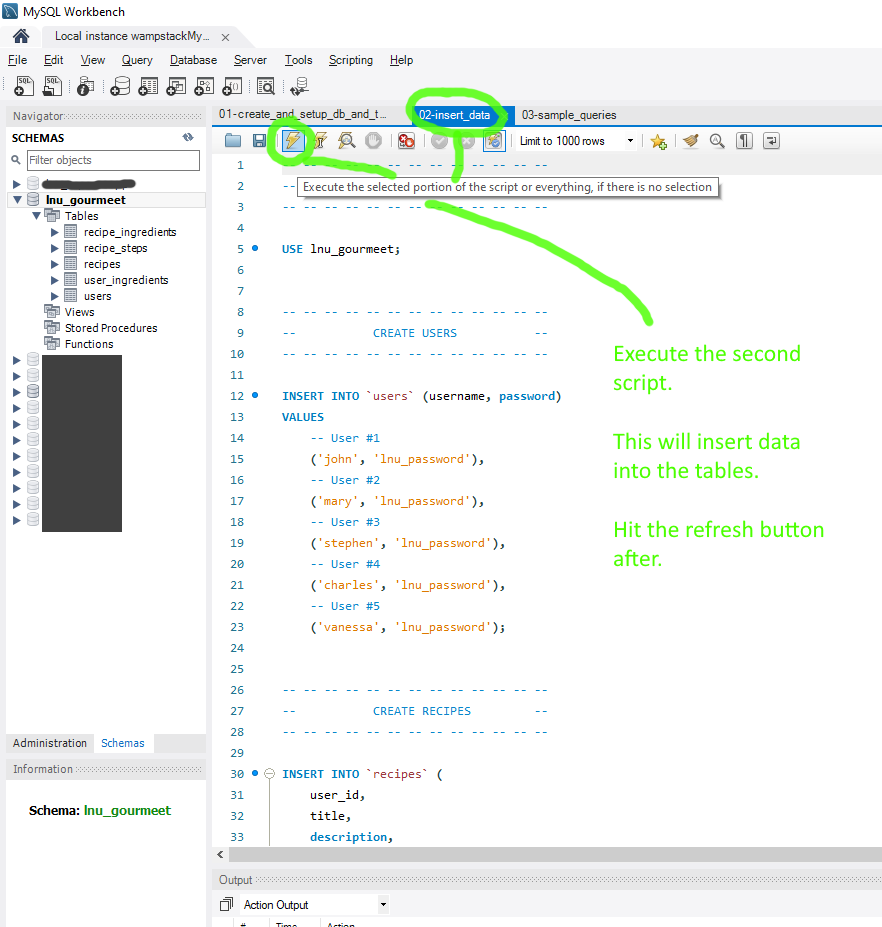 MySQL Workbench
Local instance wampstackMy...
File Edit View Query Database Server Tools Scripting Help
Navigator
SCHEMAS
Filter objects
lnu_gourmeet
Tables
recipe_ingredients
recipe_steps
recipes
user_ingredients
users
Views
Stored Procedures
Functions
Administration Schemas
Information
Schema: lnu_gourmeet
01-create_and_setup_db_and_t... 02-insert_data 03-sample_queries
Limit to 1000 rows
Execute the selected portion of the script or everything, if there is no selection
1 -- -- -- -- -- -- -- -- -- -- -- -- --
2 --
3 -- -- -- -- -- -- -- -- -- -- -- -- --
4
5 USE lnu_gourmeet;
6
7
8 -- -- -- -- -- -- -- -- -- -- -- -- --
9 -- CREATE USERS --
10 -- -- -- -- -- -- -- -- -- -- -- -- --
11
12 INSERT INTO `users` (username, password)
13 VALUES
14 -- User #1
15 ('john', 'lnu_password'),
16 -- User #2
17 ('mary', 'lnu_password'),
18 -- User #3
19 ('stephen', 'lnu_password'),
20 -- User #4
21 ('charles', 'lnu_password'),
22 -- User #5
23 ('vanessa', 'lnu_password');
24
25
26 -- -- -- -- -- -- -- -- -- -- -- -- --
27 -- CREATE RECIPES --
28 -- -- -- -- -- -- -- -- -- -- -- -- --
29
30 INSERT INTO `recipes` (
31 user_id,
32 title,
33 description,
Execute the second
script.
This will insert data
into the tables.
Hit the refresh button
after.
Output
Action Output
# Time Action